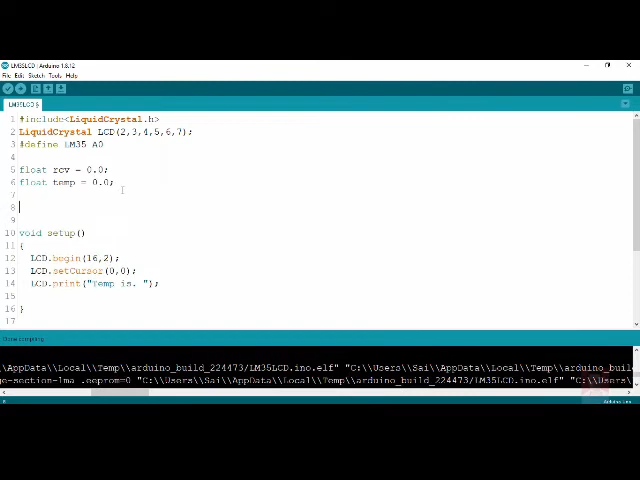 LM35LCD | Arduino 1.8.12
File Edit Sketch Tools Help
LM35LCD §
1 #include<LiquidCrystal.h>
2 LiquidCrystal LCD(2,3,4,5,6,7);
3 #define LM35 A0
4
5 float rcv = 0.0;
6 float temp = 0.0;
7
8
9
10 void setup()
11 {
12 LCD.begin(16,2);
13 LCD.setCursor(0,0);
14 LCD.print("Temp is. ");
15
16 }
17
Done compiling.
\\AppData\\Local\\Temp\\arduino_build_224473/LM35LCD.ino.elf" "C:\\Users\\Sai\\AppData\\Local\\Temp\\arduino_buil
ge-section-lma .eeprom=0 "C:\\Users\\Sai\\AppData\\Local\\Temp\\arduino_build_224473/LM35LCD.ino.elf" "C:\\Users\\
8
Arduino Uno